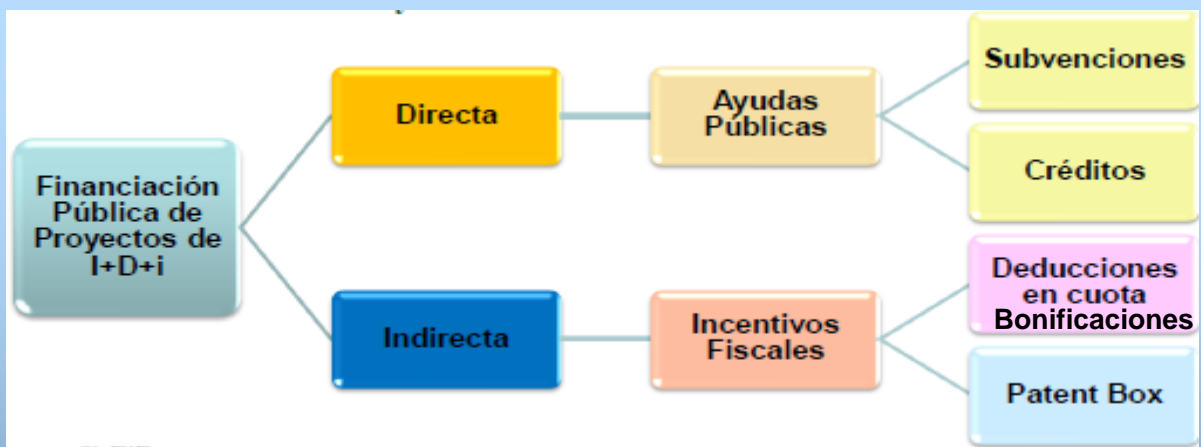 Financiación
Pública de
Proyectos de
I+D+i
Directa
Ayudas
Públicas
Subvenciones
Créditos
Indirecta
Incentivos
Fiscales
Deducciones
en cuota
Bonificaciones
Patent Box